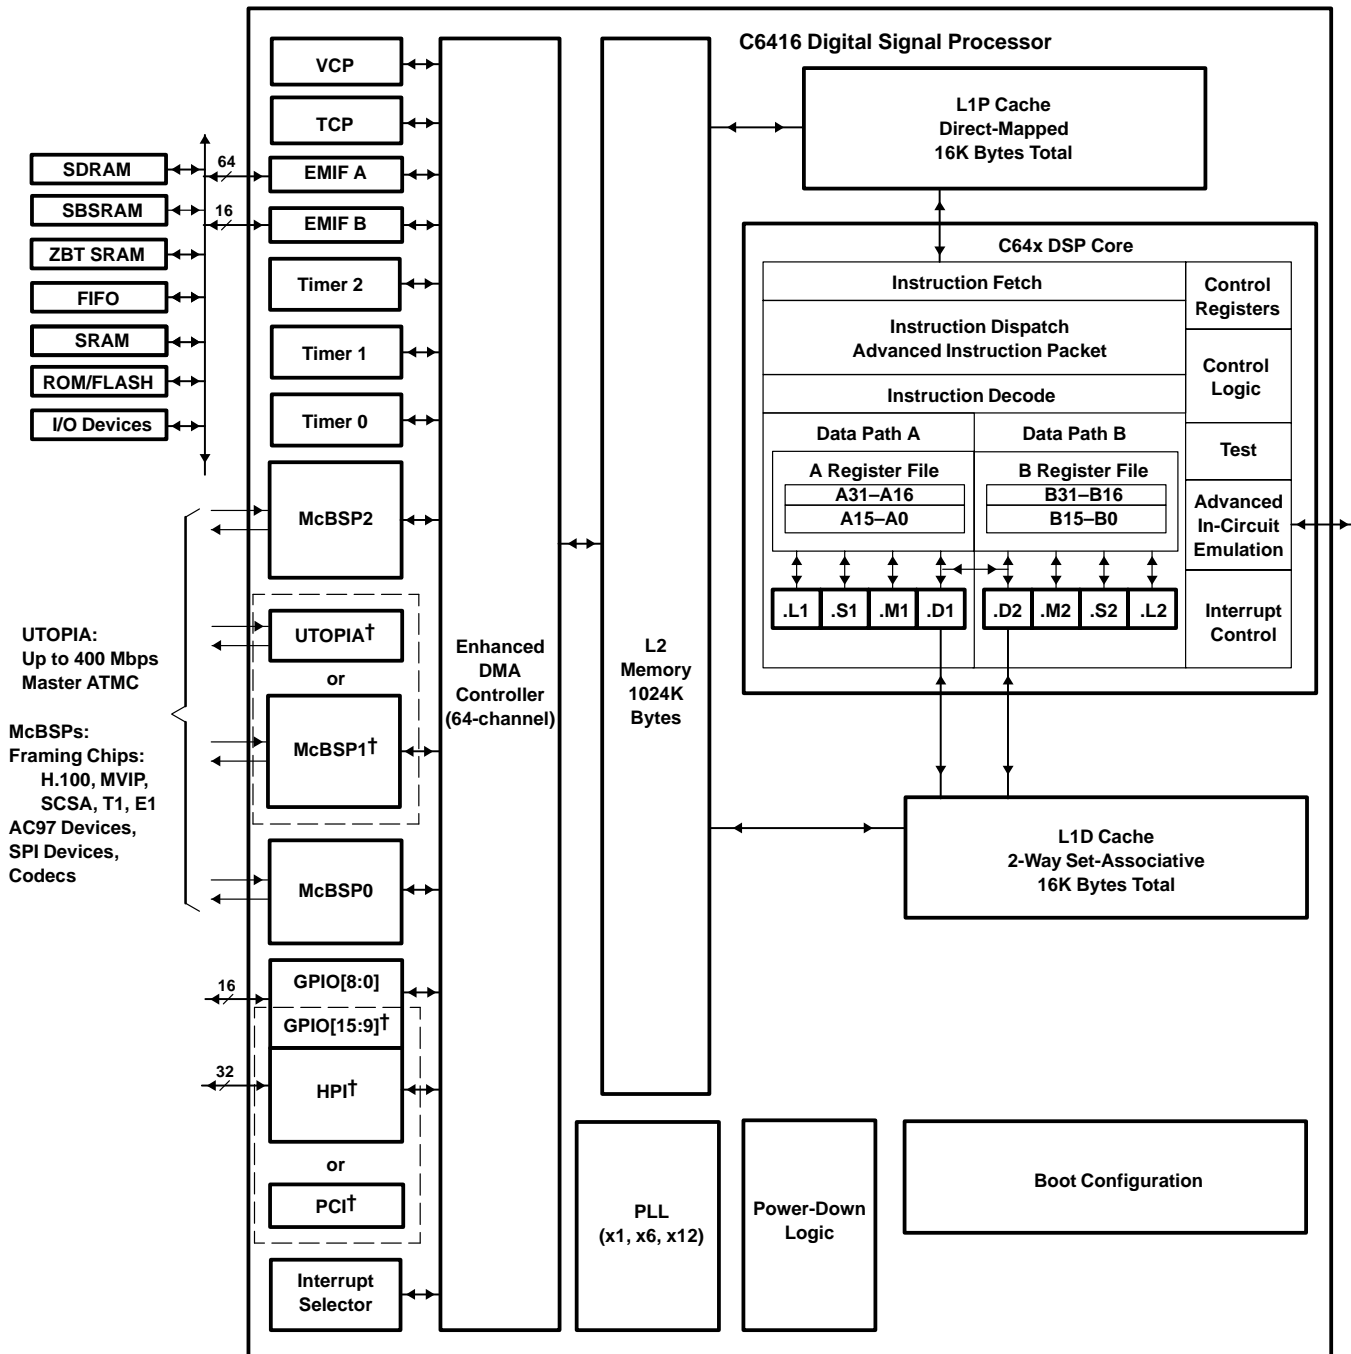 C6416 Digital Signal Processor
VCP
TCP
EMIF A
EMIF B
Timer 2
Timer 1
Timer 0
McBSP2
UTOPIA†
or
McBSP1†
McBSP0
GPIO[8:0]
GPIO[15:9]†
HPI†
or
PCI†
Interrupt
Selector
64
16
16
32
SDRAM
SBSRAM
ZBT SRAM
FIFO
SRAM
ROM/FLASH
I/O Devices
UTOPIA:
Up to 400 Mbps
Master ATMC
McBSPs:
Framing Chips:
H.100, MVIP,
SCSA, T1, E1
AC97 Devices,
SPI Devices,
Codecs
Enhanced
DMA
Controller
(64-channel)
L2
Memory
1024K
Bytes
L1P Cache
Direct-Mapped
16K Bytes Total
C64x DSP Core
Instruction Fetch
Instruction Dispatch
Advanced Instruction Packet
Instruction Decode
Data Path A
Data Path B
A Register File
A31–A16
A15–A0
B Register File
B31–B16
B15–B0
.L1 .S1 .M1 .D1
.D2 .M2 .S2 .L2
Control
Registers
Control
Logic
Test
Advanced
In-Circuit
Emulation
Interrupt
Control
L1D Cache
2-Way Set-Associative
16K Bytes Total
PLL
(x1, x6, x12)
Power-Down
Logic
Boot Configuration